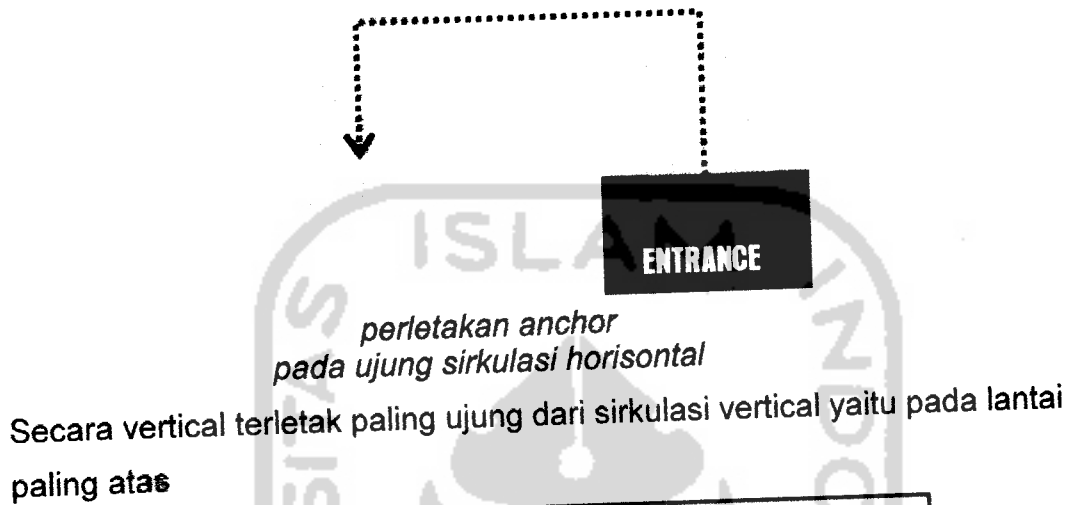 ENTRANCE
perletakan anchor
pada ujung sirkulasi horisontal
Secara vertical terletak paling ujung dari sirkulasi vertical yaitu pada lantai
paling atas
ISLAM